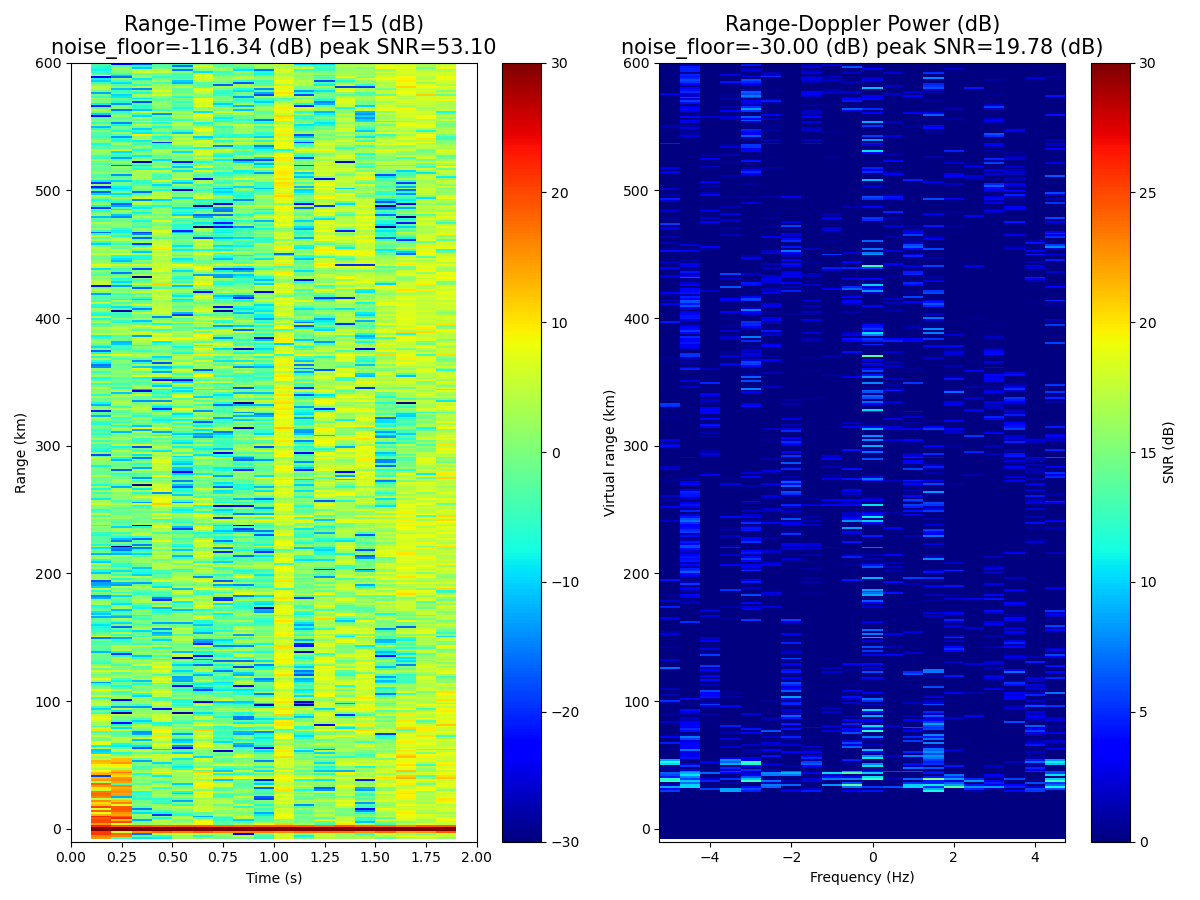 Range-Time Power f=15 (dB)
noise_floor=-116.34 (dB) peak SNR=53.10
600
500
400
300
200
100
0
Range (km)
0.00 0.25 0.50 0.75 1.00 1.25 1.50 1.75 2.00
Time (s)
30
20
10
0
−10
−20
−30
Range-Doppler Power (dB)
noise_floor=-30.00 (dB) peak SNR=19.78 (dB)
600
500
400
300
200
100
0
Virtual range (km)
−4 −2 0 2 4
Frequency (Hz)
30
25
20
15
10
5
0
SNR (dB)